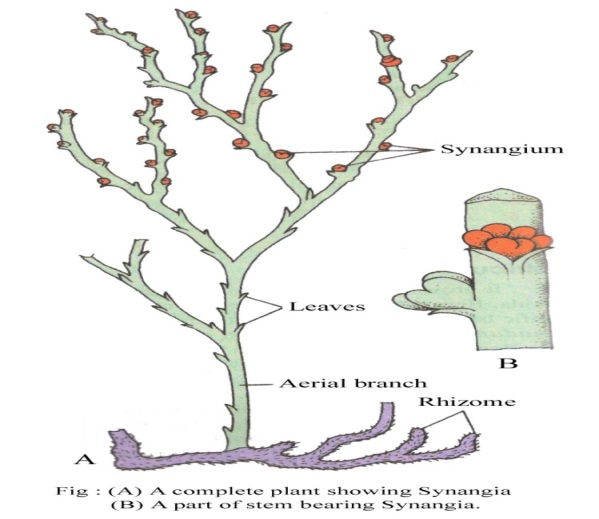 Synangium
Leaves
B
Aerial branch
Rhizome
A
Fig : (A) A complete plant showing Synangia
(B) A part of stem bearing Synangia.